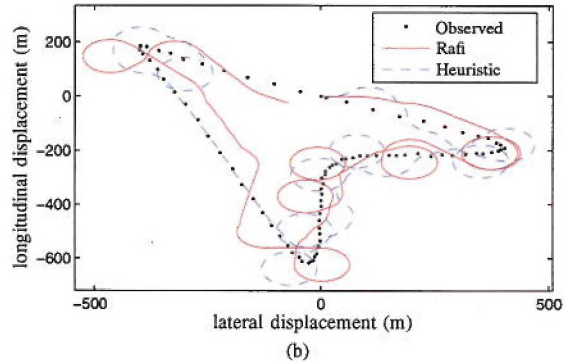 Observed
Rafi
Heuristic
200
0
-200
-400
-600
longitudinal displacement (m)
-500
0
500
lateral displacement (m)
(b)